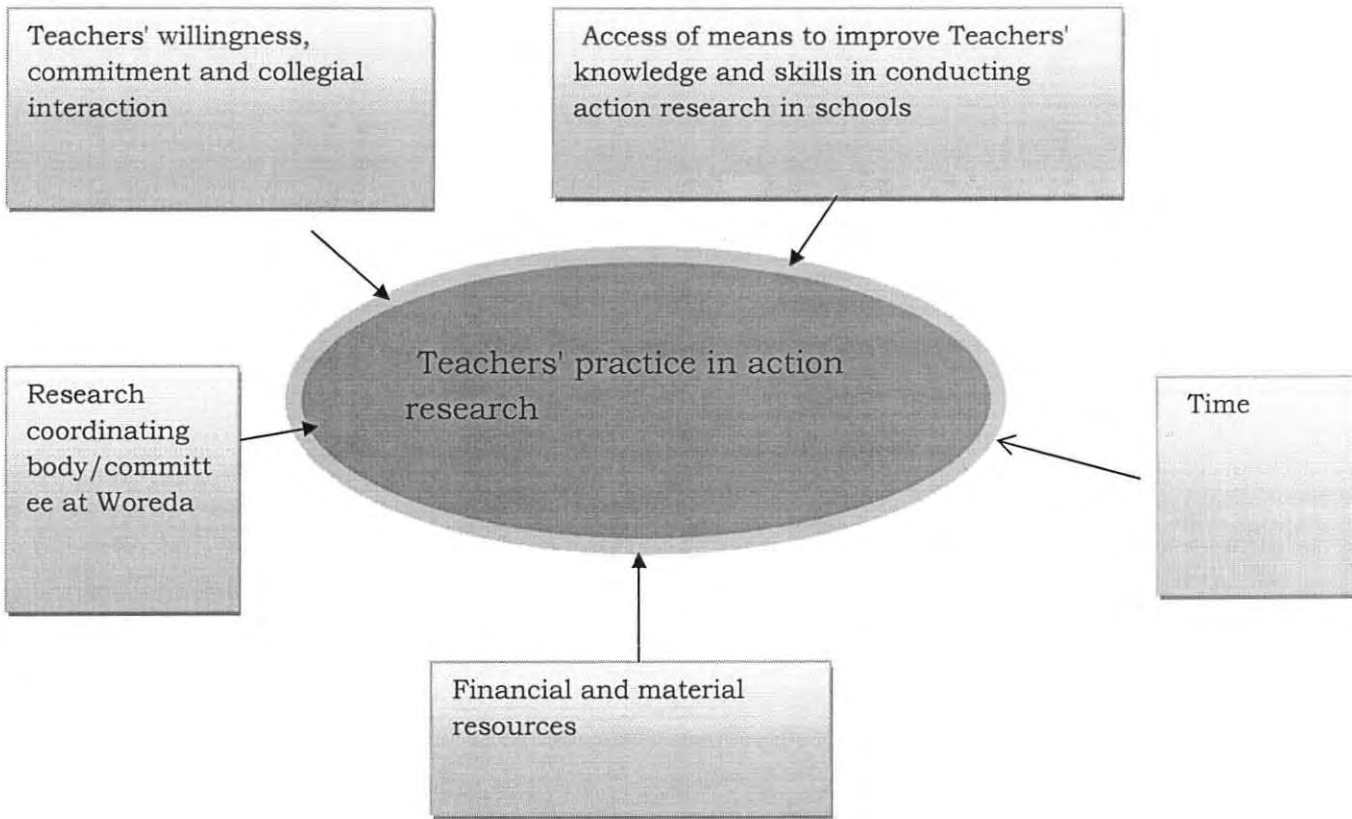 Teachers' willingness,
commitment and collegial
interaction
Access of means to improve Teachers'
knowledge and skills in conducting
action research in schools
Teachers' practice in action
research
Research
coordinating
body/committ
ee at Woreda
Time
Financial and material
resources